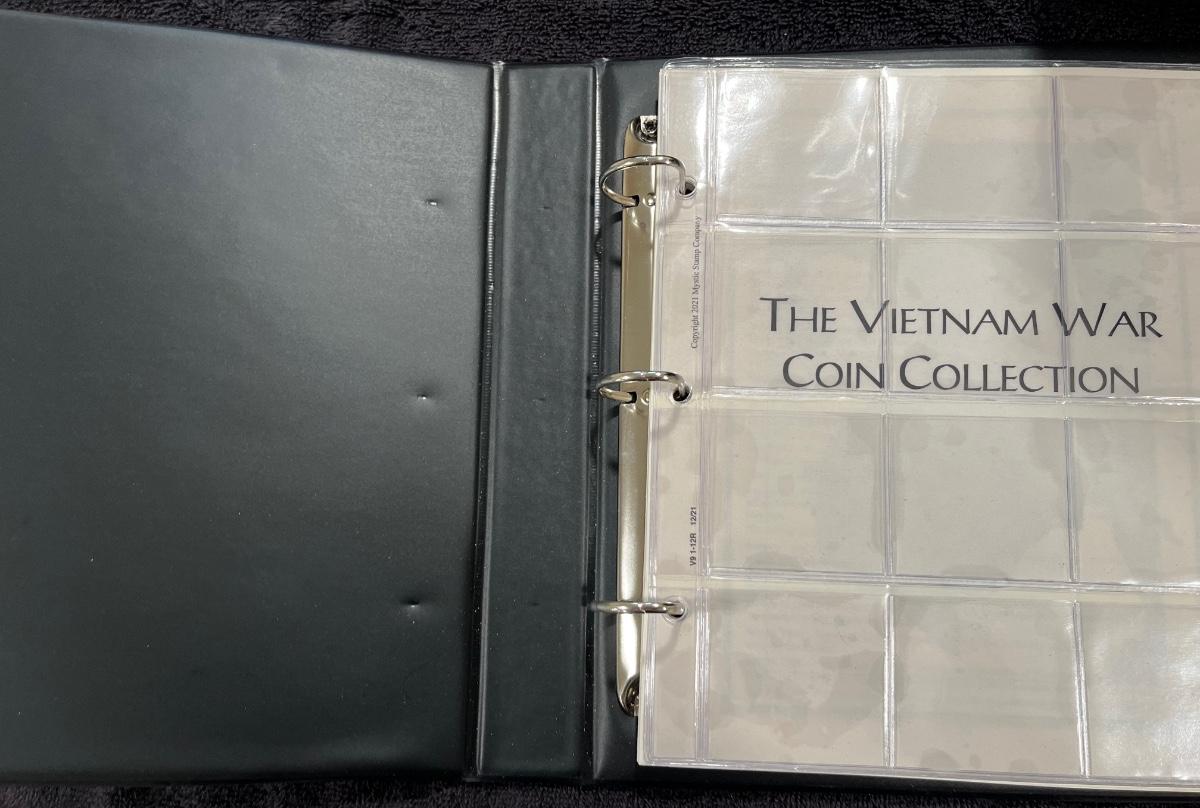 THE VIETNAM WAR
COIN COLLECTION
Copyright 2021 Mystic Stamp Company
V9 1-12R 12/21